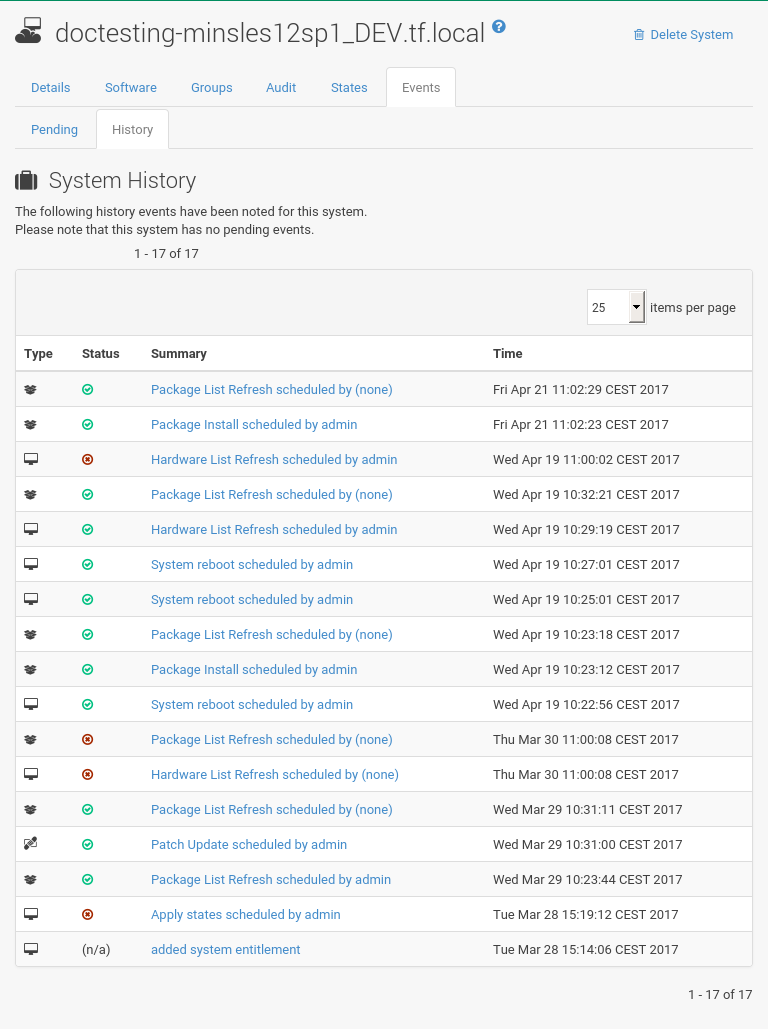 doctesting-minsles12sp1_DEV.tf.local ?
Delete System
Details Software Groups Audit States Events
Pending History
System History
The following history events have been noted for this system.
Please note that this system has no pending events.
1 - 17 of 17
25 items per page
Type Status Summary Time
Package List Refresh scheduled by (none) Fri Apr 21 11:02:29 CEST 2017
Package Install scheduled by admin Fri Apr 21 11:02:23 CEST 2017
Hardware List Refresh scheduled by admin Wed Apr 19 11:00:02 CEST 2017
Package List Refresh scheduled by (none) Wed Apr 19 10:32:21 CEST 2017
Hardware List Refresh scheduled by admin Wed Apr 19 10:29:19 CEST 2017
System reboot scheduled by admin Wed Apr 19 10:27:01 CEST 2017
System reboot scheduled by admin Wed Apr 19 10:25:01 CEST 2017
Package List Refresh scheduled by (none) Wed Apr 19 10:23:18 CEST 2017
Package Install scheduled by admin Wed Apr 19 10:23:12 CEST 2017
System reboot scheduled by admin Wed Apr 19 10:22:56 CEST 2017
Package List Refresh scheduled by (none) Thu Mar 30 11:00:08 CEST 2017
Hardware List Refresh scheduled by (none) Thu Mar 30 11:00:08 CEST 2017
Package List Refresh scheduled by (none) Wed Mar 29 10:31:11 CEST 2017
Patch Update scheduled by admin Wed Mar 29 10:31:00 CEST 2017
Package List Refresh scheduled by admin Wed Mar 29 10:23:44 CEST 2017
Apply states scheduled by admin Tue Mar 28 15:19:12 CEST 2017
(n/a) added system entitlement Tue Mar 28 15:14:06 CEST 2017
1 - 17 of 17